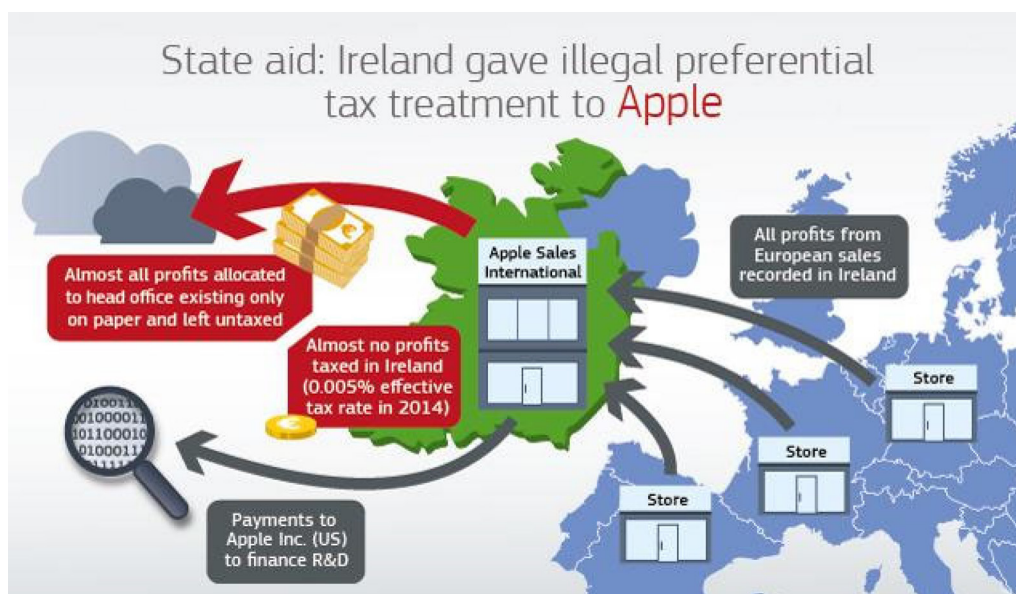 State aid: Ireland gave illegal preferential
tax treatment to Apple
Almost all profits allocated
to head office existing only
on paper and left untaxed
Almost no profits
taxed in Ireland
(0.005% effective
tax rate in 2014)
Apple Sales
International
All profits from
European sales
recorded in Ireland
Store
Store
Store
Payments to
Apple Inc. (US)
to finance R&D